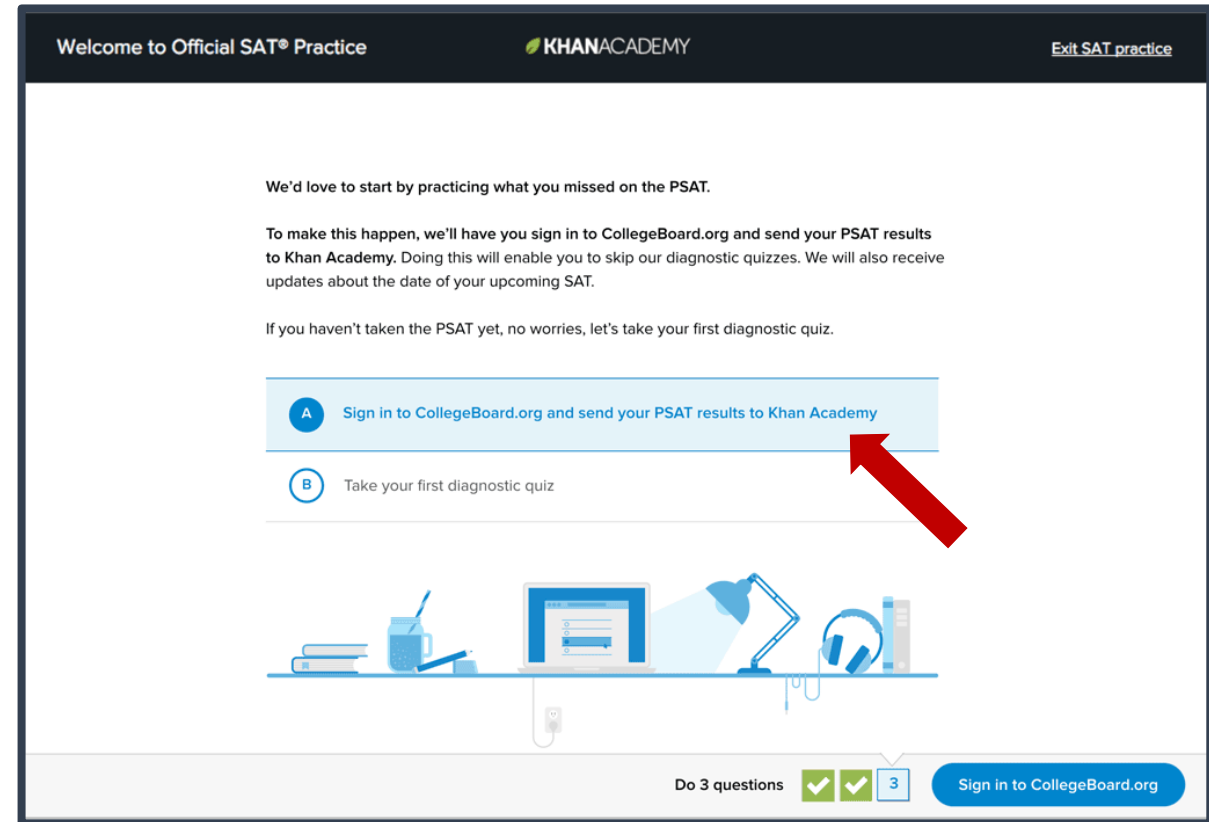 Welcome to Official SAT® Practice
KHANACADEMY
Exit SAT practice
We'd love to start by practicing what you missed on the PSAT.
To make this happen, we'll have you sign in to CollegeBoard.org and send your PSAT results
to Khan Academy. Doing this will enable you to skip our diagnostic quizzes. We will also receive
updates about the date of your upcoming SAT.
If you haven't taken the PSAT yet, no worries, let's take your first diagnostic quiz.
A Sign in to CollegeBoard.org and send your PSAT results to Khan Academy
B Take your first diagnostic quiz
Do 3 questions 3 Sign in to CollegeBoard.org